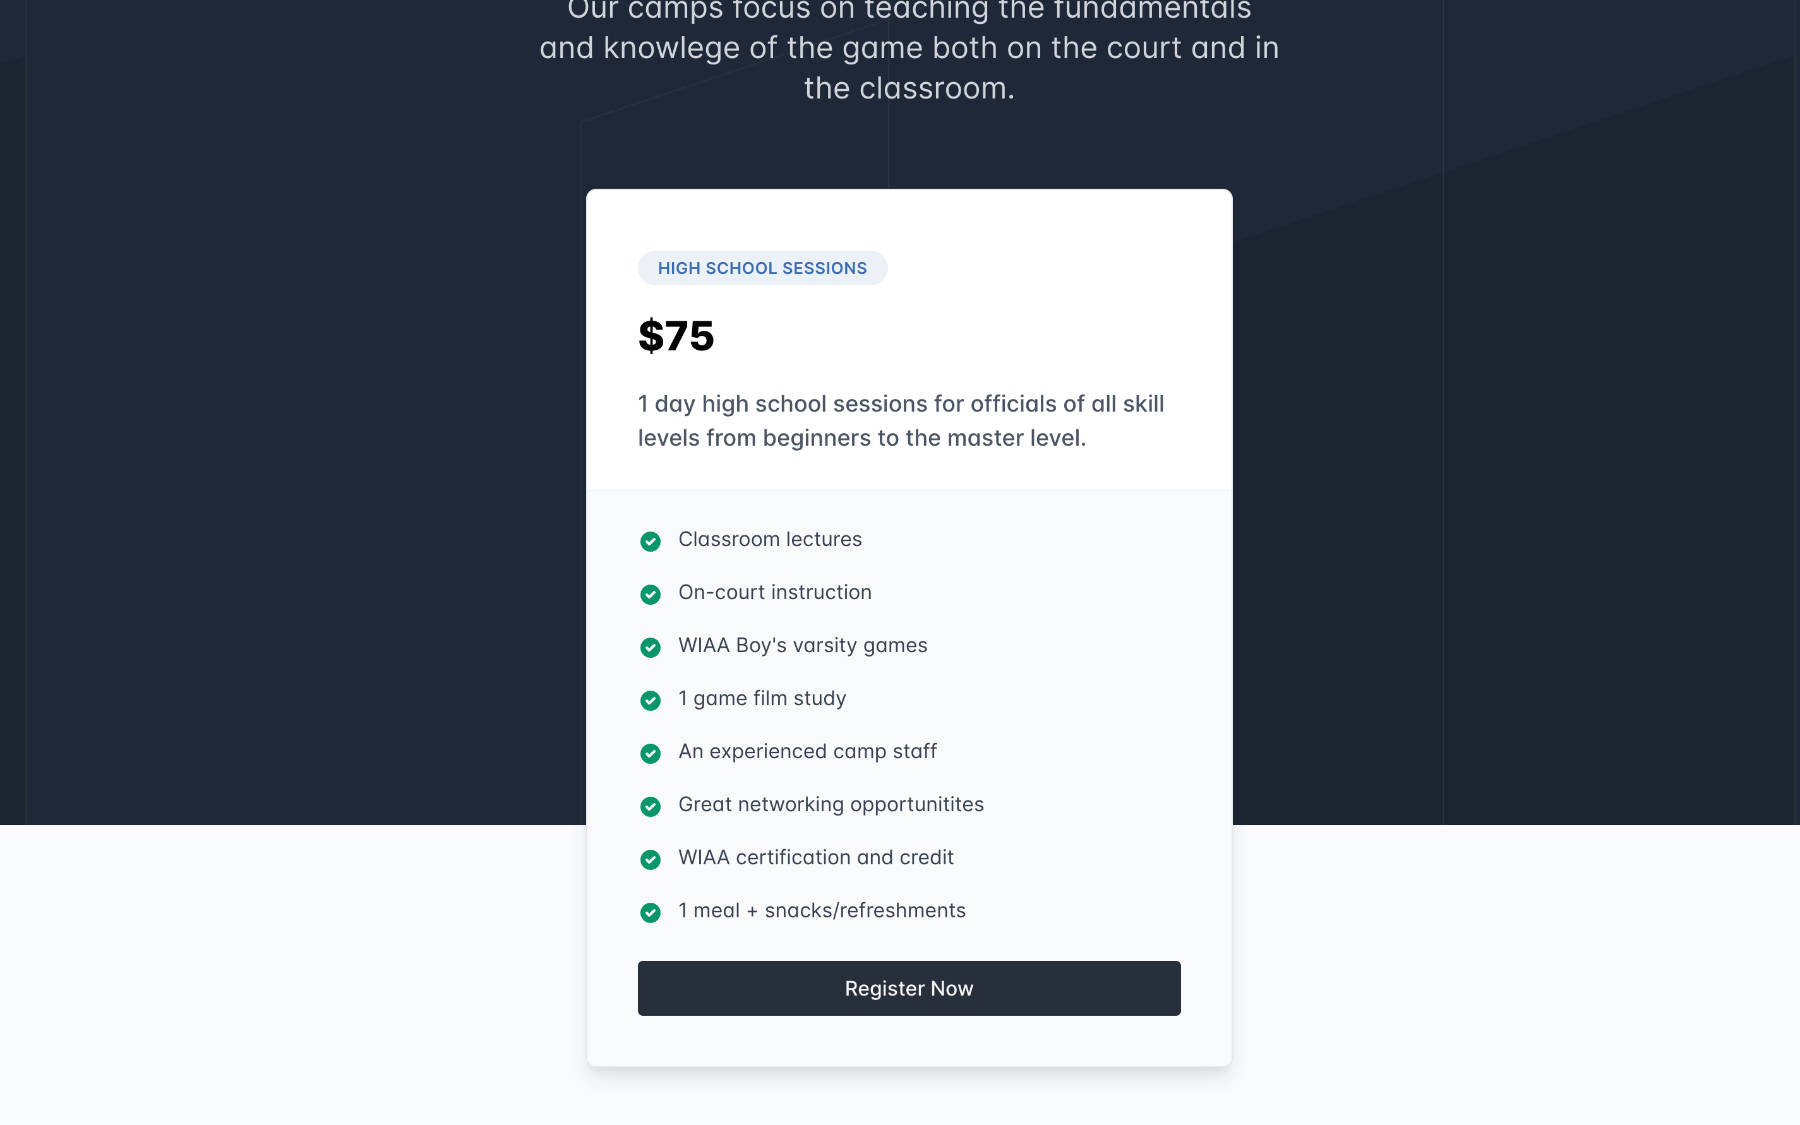 Our camps focus on teaching the fundamentals
and knowlege of the game both on the court and in
the classroom.
HIGH SCHOOL SESSIONS
$75
1 day high school sessions for officials of all skill
levels from beginners to the master level.
Classroom lectures
On-court instruction
WIAA Boy's varsity games
1 game film study
An experienced camp staff
Great networking opportunitites
WIAA certification and credit
1 meal + snacks/refreshments
Register Now